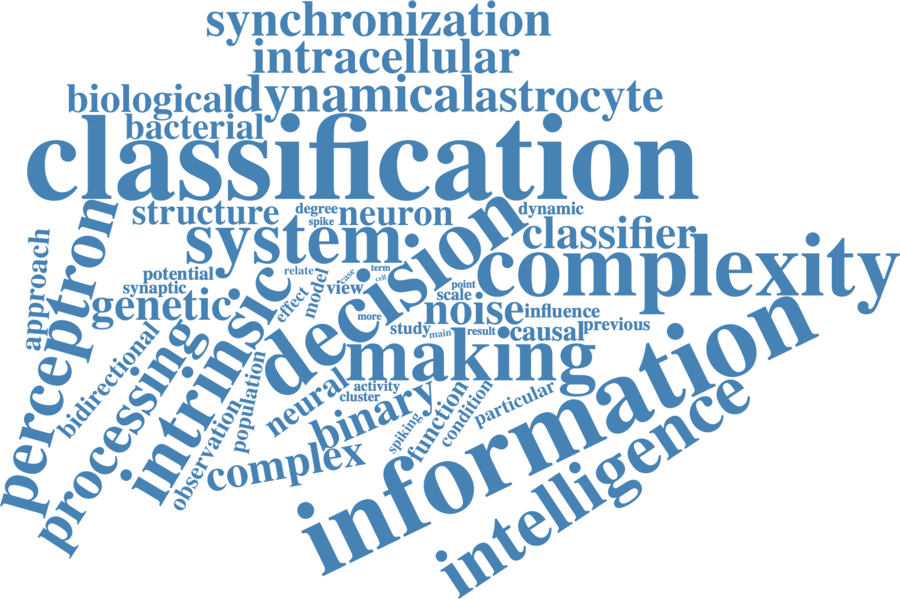 synchronization
intracellular
biological
dynamical
astrocyte
bacterial
classification
structure
degree
spike
neuron
dynamic
system
classifier
perceptron
approach
potential
synaptic
genetic
intrinsic
relate
effect
model
case
view
term
cell
decision
complexity
point
scale
more
noise
influence
study
main
result
causal
previous
making
bidirectional
processing
observation
population
neural
activity
cluster
binary
spiking
function
condition
particular
complex
information
intelligence